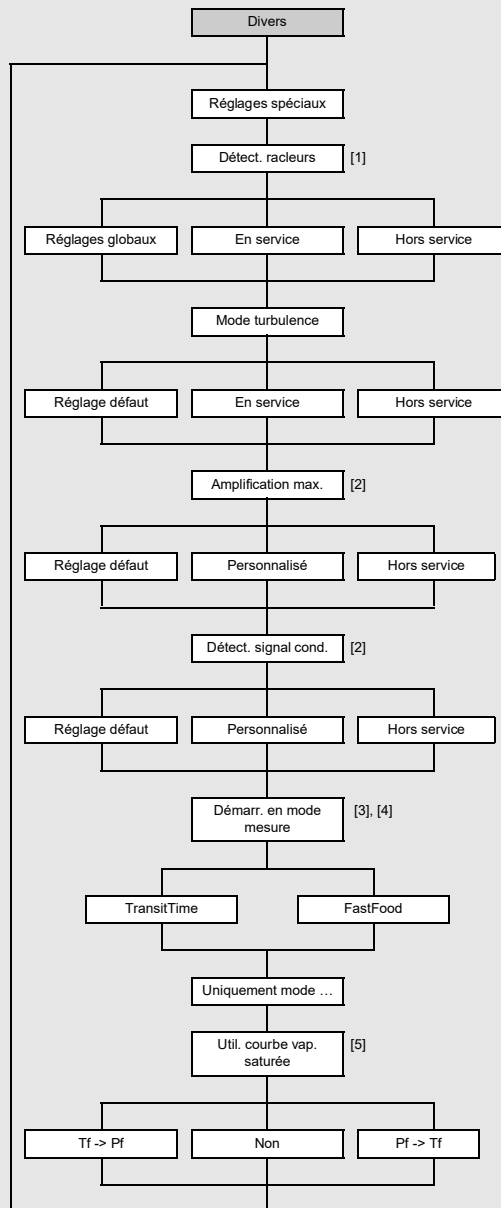 Divers
Réglages spéciaux
Détect. racleurs [1]
Réglages globaux En service Hors service
Mode turbulence
Réglage défaut En service Hors service
Amplification max. [2]
Réglage défaut Personnalisé Hors service
Détect. signal cond. [2]
Réglage défaut Personnalisé Hors service
Démarr. en mode [3], [4]
mesure
TransitTime FastFood
Uniquement mode …
Util. courbe vap. [5]
saturée
Tf -> Pf Non Pf -> Tf